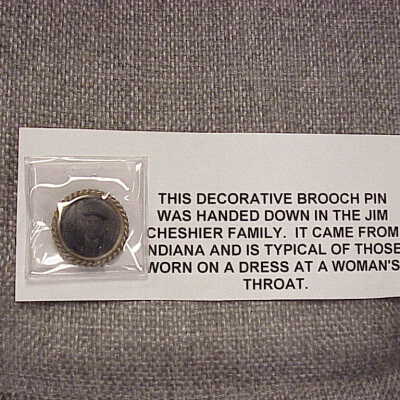 THIS DECORATIVE BROOCH PIN
WAS HANDED DOWN IN THE JIM
CHESHIER FAMILY. IT CAME FROM
INDIANA AND IS TYPICAL OF THOSE
WORN ON A DRESS AT A WOMAN'S
THROAT.